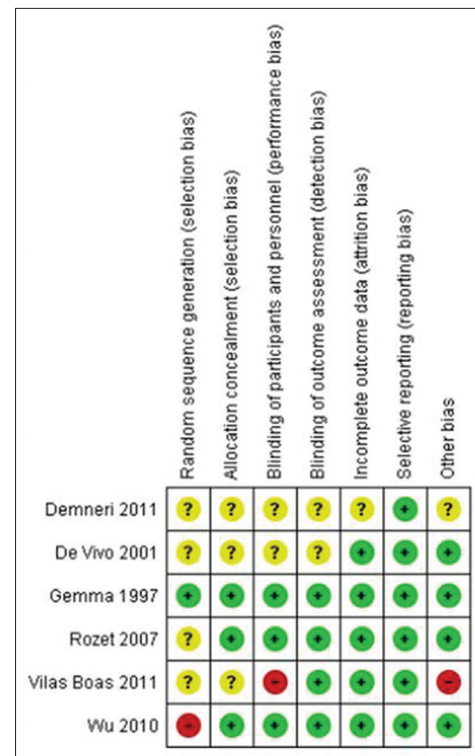 Random sequence generation (selection bias)
Allocation concealment (selection bias)
Blinding of participants and personnel (performance bias)
Blinding of outcome assessment (detection bias)
Incomplete outcome data (attrition bias)
Selective reporting (reporting bias)
Other bias
Demneri 2011 ? ? ? ? ? + ?
De Vivo 2001 ? ? ? ? + + +
Gemma 1997 + + + + + + +
Rozet 2007 ? + + + + + +
Vilas Boas 2011 ? ? - + + + -
Wu 2010 - + + + + + +